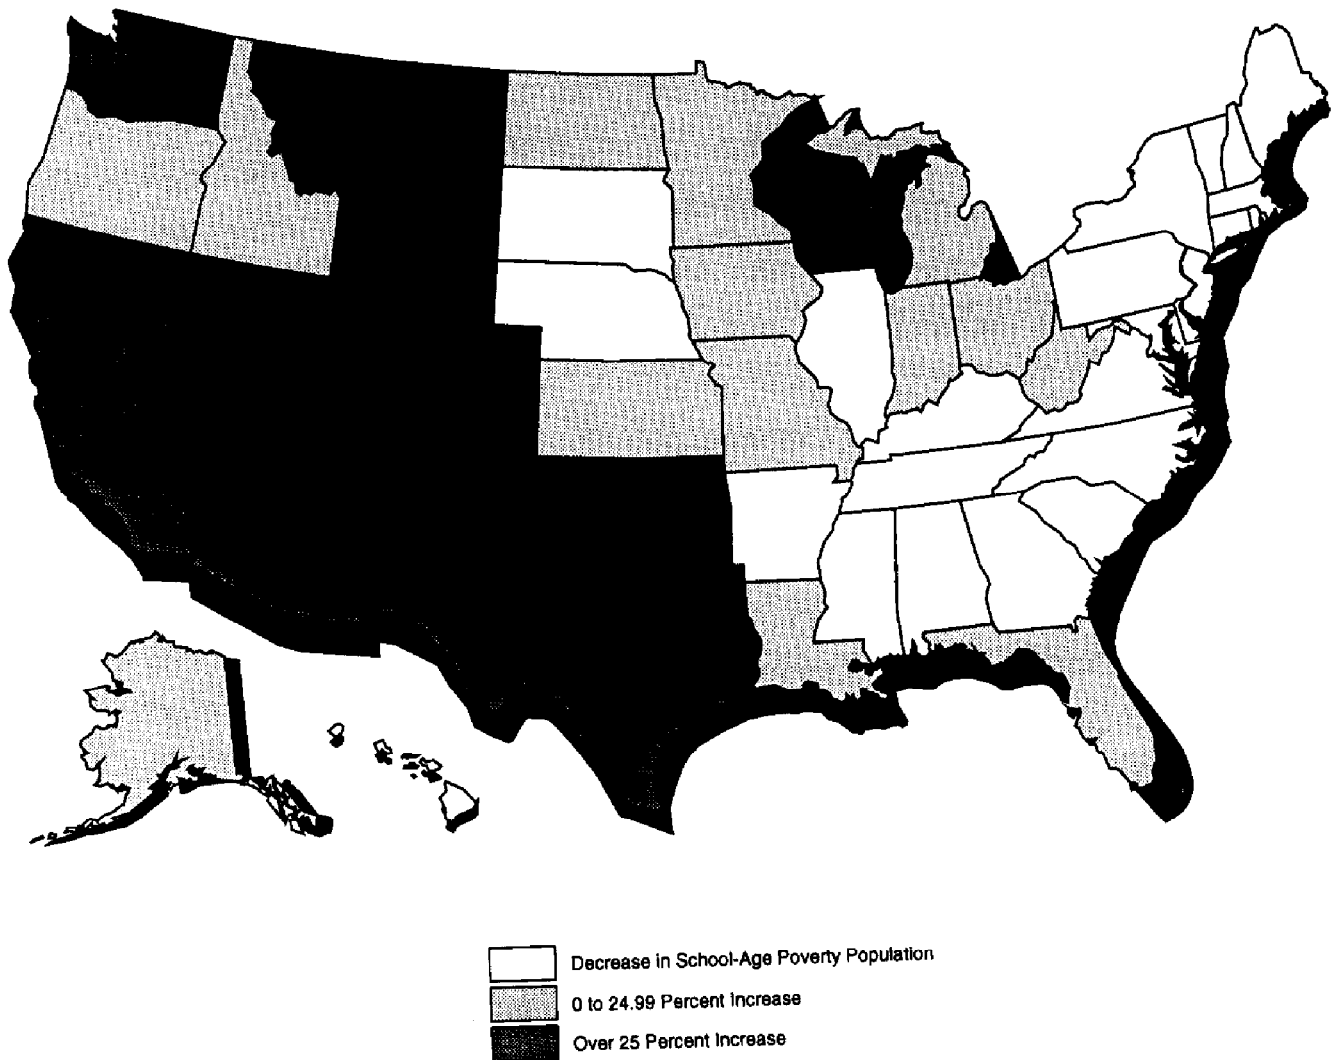 Decrease in School-Age Poverty Population
0 to 24.99 Percent Increase
Over 25 Percent Increase